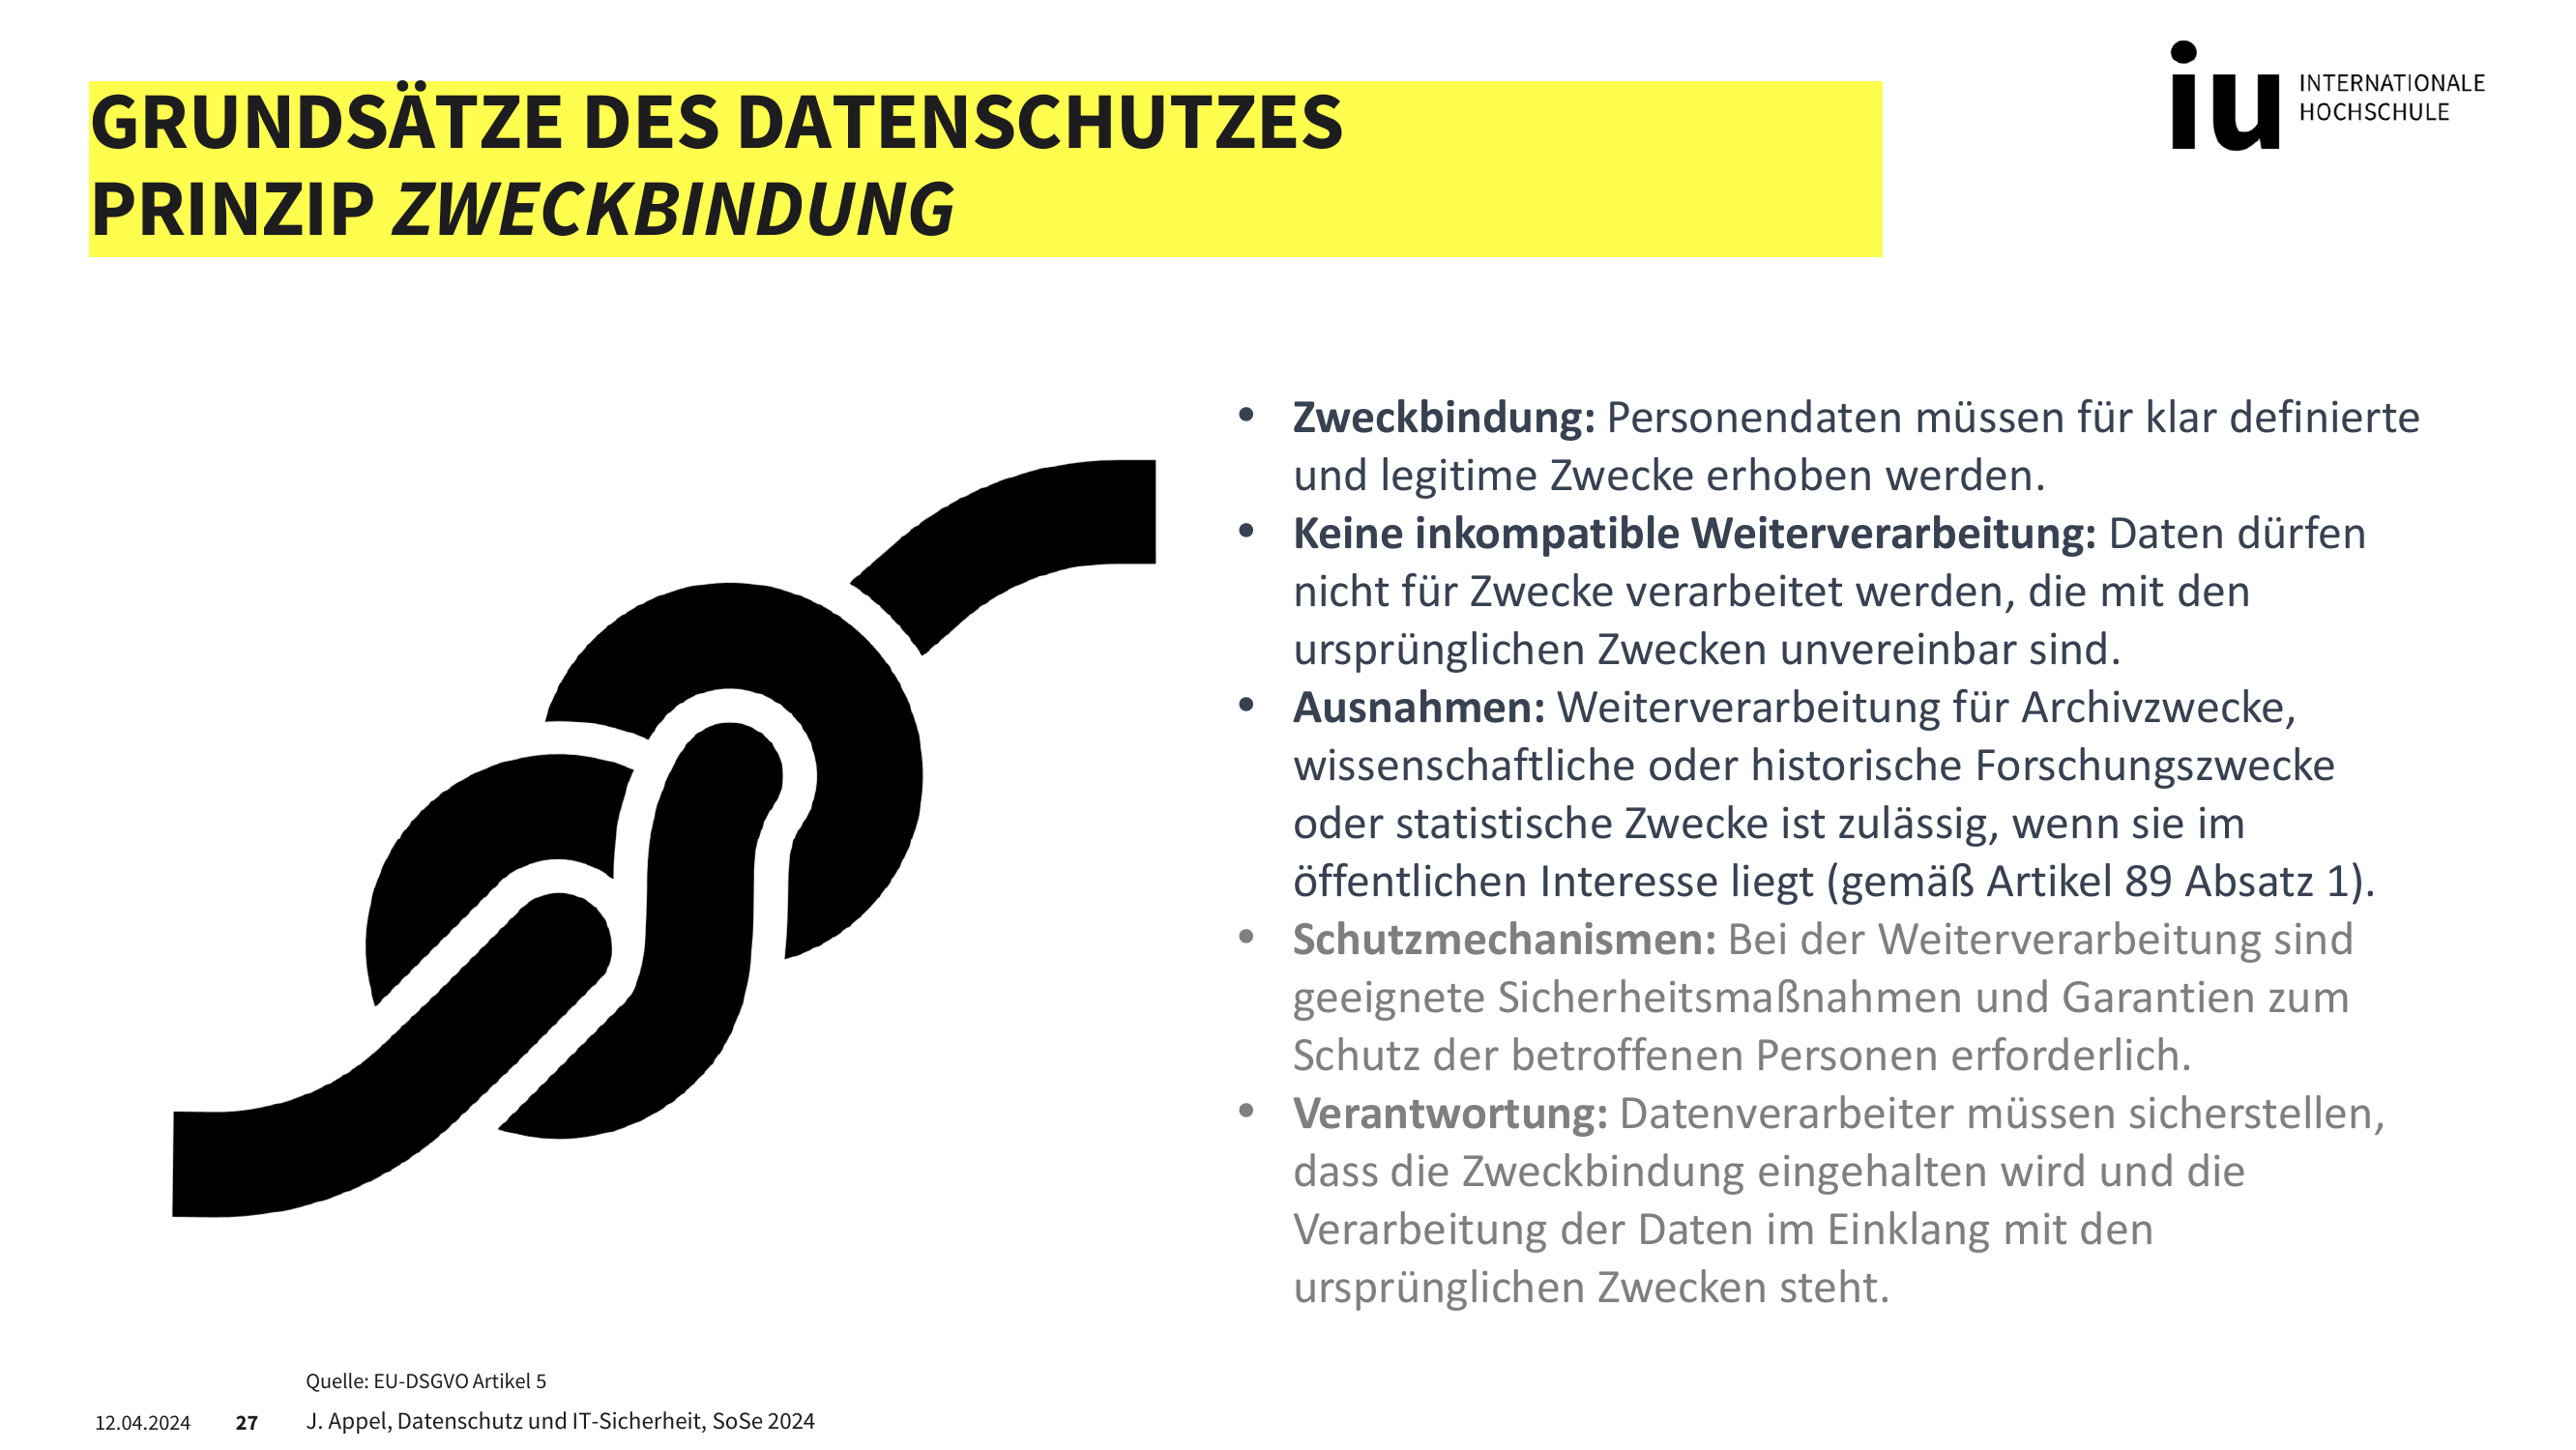 GRUNDSÄTZE DES DATENSCHUTZES
PRINZIP ZWECKBINDUNG
iu INTERNATIONALE
HOCHSCHULE
• Zweckbindung: Personendaten müssen für klar definierte
und legitime Zwecke erhoben werden.
• Keine inkompatible Weiterverarbeitung: Daten dürfen
nicht für Zwecke verarbeitet werden, die mit den
ursprünglichen Zwecken unvereinbar sind.
• Ausnahmen: Weiterverarbeitung für Archivzwecke,
wissenschaftliche oder historische Forschungszwecke
oder statistische Zwecke ist zulässig, wenn sie im
öffentlichen Interesse liegt (gemäß Artikel 89 Absatz 1).
• Schutzmechanismen: Bei der Weiterverarbeitung sind
geeignete Sicherheitsmaßnahmen und Garantien zum
Schutz der betroffenen Personen erforderlich.
• Verantwortung: Datenverarbeiter müssen sicherstellen,
dass die Zweckbindung eingehalten wird und die
Verarbeitung der Daten im Einklang mit den
ursprünglichen Zwecken steht.
Quelle: EU-DSGVO Artikel 5
12.04.2024 27 J. Appel, Datenschutz und IT-Sicherheit, SoSe 2024